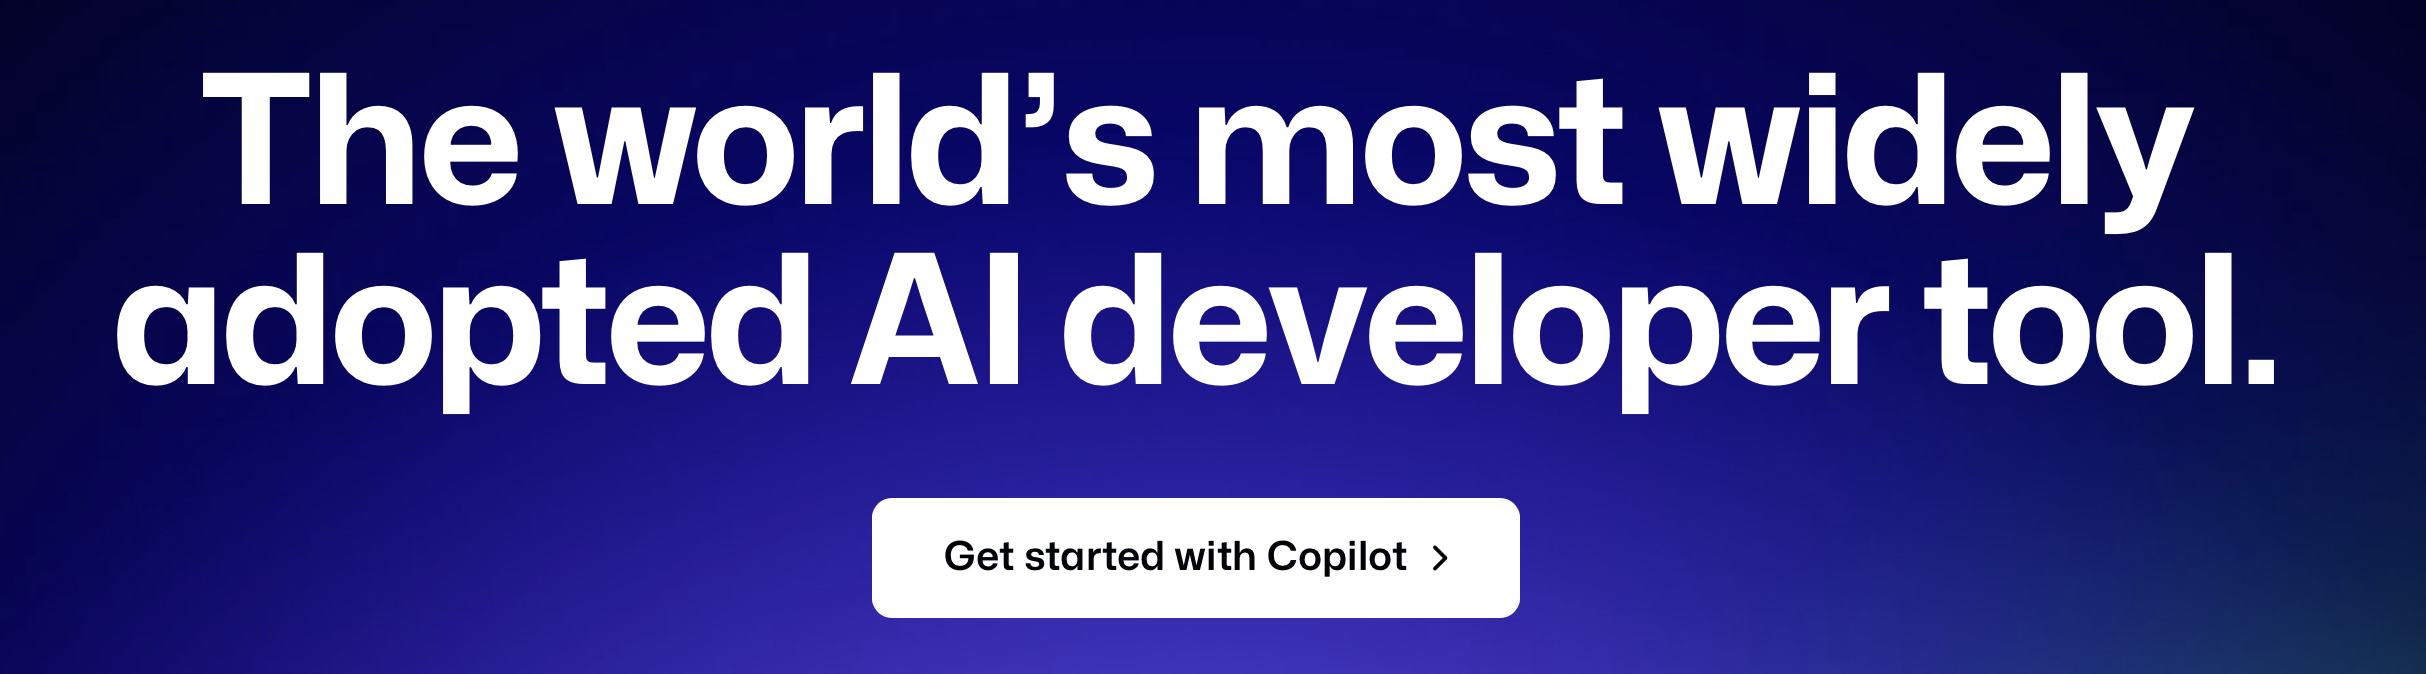 The world’s most widely
adopted AI developer tool.
Get started with Copilot